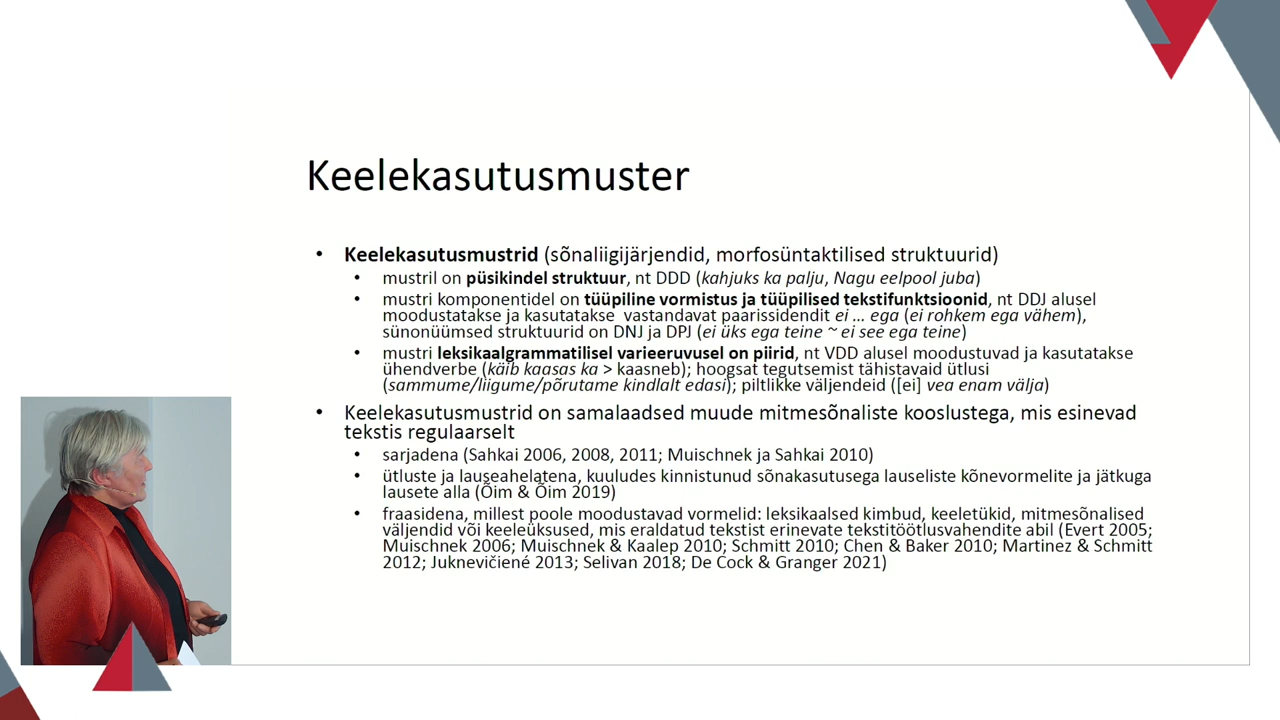 Keelekasutusmuster
• Keelekasutusmustrid (sõnaliigijärjendid, morfosüntaktilised struktuurid)
• mustril on püsikindel struktuur, nt DDD (kahjuks ka palju, Nagu eelpool juba)
• mustri komponentidel on tüüpiline vormistus ja tüüpilised tekstifunktsioonid, nt DDJ alusel
moodustatakse ja kasutatakse vastandavat paarissidendit ei … ega (ei rohkem ega vähem),
sünonüümsed struktuurid on DNJ ja DPJ (ei üks ega teine ~ ei see ega teine)
• mustri leksikaalgrammatilisel varieeruvusel on piirid, nt VDD alusel moodustuvad ja kasutatakse
ühendverbe (käib kaasas ka > kaasneb); hoogsat tegutsemist tähistavaid ütlusi
(sammume/liigume/põrutame kindlalt edasi); piltlikke väljendeid ([ei] vea enam välja)
• Keelekasutusmustrid on samalaadsed muude mitmesõnaliste kooslustega, mis esinevad
tekstis regulaarselt
• sarjadena (Sahkai 2006, 2008, 2011; Muischnek ja Sahkai 2010)
• ütluste ja lauseahelatena, kuuludes kinnistunud sõnakasutusega lauseliste kõnevormelite ja jätkuga
lausete alla (Õim & Õim 2019)
• fraasidena, millest poole moodustavad vormelid: leksikaalsed kimbud, keeletükid, mitmesõnalised
väljendid või keeleüksused, mis eraldatud tekstist erinevate tekstitöötlusvahendite abil (Evert 2005;
Muischnek 2006; Muischnek & Kaalep 2010; Schmitt 2010; Chen & Baker 2010; Martinez & Schmitt
2012; Juknevičiené 2013; Selivan 2018; De Cock & Granger 2021)